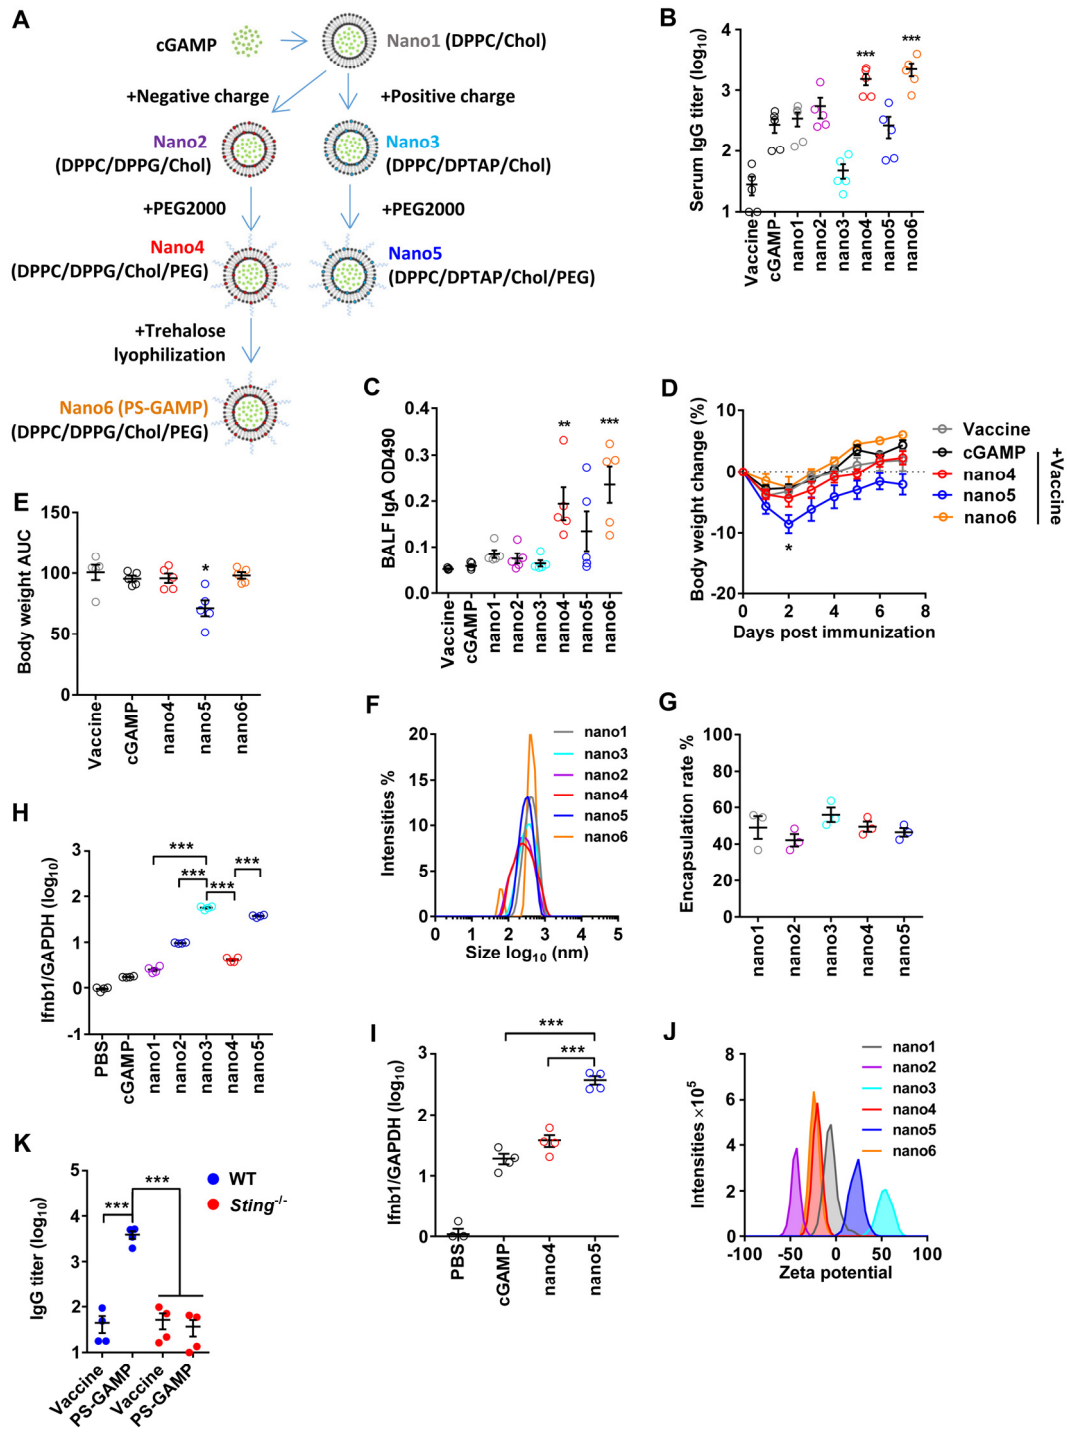 A
cGAMP
Nano1 (DPPC/Chol)
+Negative charge
+Positive charge
Nano2
(DPPC/DPPG/Chol)
Nano3
(DPPC/DPTAP/Chol)
+PEG2000
+PEG2000
Nano4
(DPPC/DPPG/Chol/PEG)
Nano5
(DPPC/DPTAP/Chol/PEG)
+Trehalose
lyophilization
Nano6 (PS-GAMP)
(DPPC/DPPG/Chol/PEG)
B
Serum IgG titer (log10)
4
3
2
1
***
***
Vaccine
cGAMP
nano1
nano2
nano3
nano4
nano5
nano6
C
BALF IgA OD490
0.4
0.3
0.2
0.1
0.0
**
***
Vaccine
cGAMP
nano1
nano2
nano3
nano4
nano5
nano6
D
Body weight change (%)
10
0
-10
-20
*
0 2 4 6 8
Days post immunization
Vaccine
cGAMP
nano4
nano5
nano6
+Vaccine
E
Body weight AUC
150
100
50
0
*
Vaccine
cGAMP
nano4
nano5
nano6
F
Intensities %
20
15
10
5
0
0 1 2 3 4 5
Size log10 (nm)
nano1
nano3
nano2
nano4
nano5
nano6
G
Encapsulation rate %
100
80
60
40
20
0
nano1
nano2
nano3
nano4
nano5
H
Ifnb1/GAPDH (log10)
3
2
1
0
-1
***
***
***
***
PBS
cGAMP
nano1
nano2
nano3
nano4
nano5
I
Ifnb1/GAPDH (log10)
3
2
1
0
***
***
PBS
cGAMP
nano4
nano5
J
Intensities ×10^5
8
6
4
2
0
-100 -50 0 50 100
Zeta potential
nano1
nano2
nano3
nano4
nano5
nano6
K
IgG titer (log10)
5
4
3
2
1
***
***
WT
Sting-/-
Vaccine
PS-GAMP
Vaccine
PS-GAMP